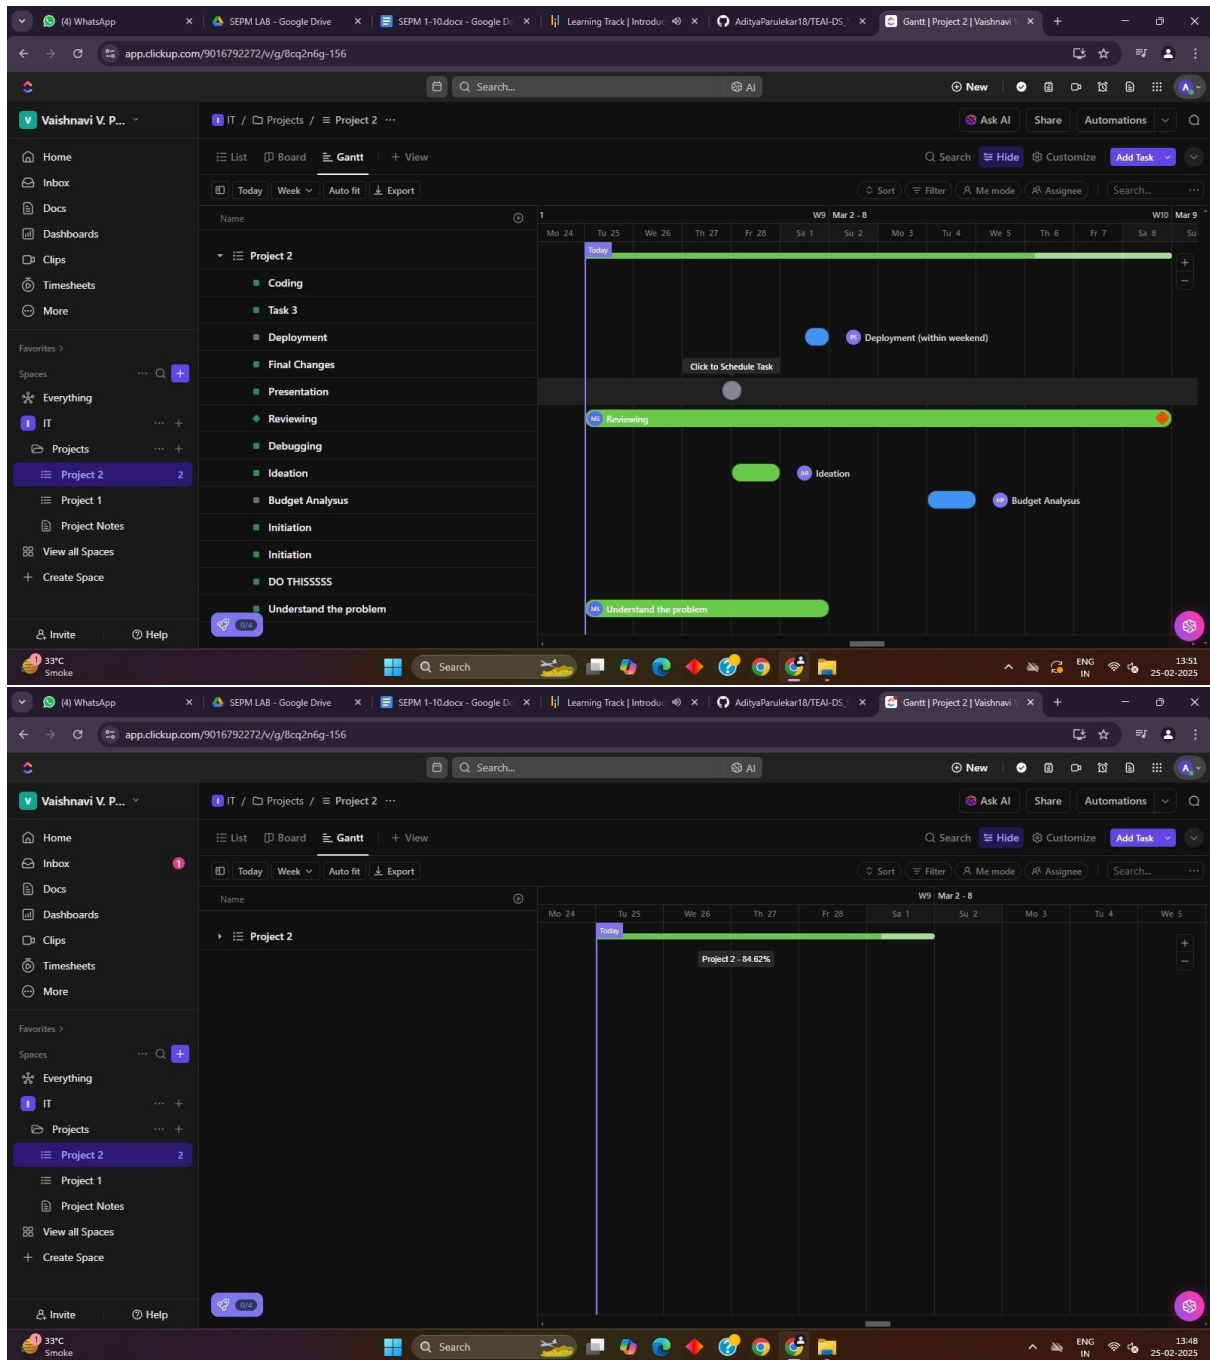 (4) WhatsApp
SEPM LAB - Google Drive
SEPM 1-10.docx - Google D
Learning Track | Introduc
AdityaParulekar18/TEAI-DS_
Gantt | Project 2 | Vaishnavi
app.clickup.com/9016792272/v/g/8cq2n6g-156
Search... AI
New
A
V Vaishnavi V. P...
I IT / Projects / Project 2 ...
Ask AI Share Automations
Home
Inbox
Docs
Dashboards
Clips
Timesheets
More
Favorites >
Spaces
Everything
I IT
Projects
Project 2 2
Project 1
Project Notes
View all Spaces
+ Create Space
Invite Help
List Board Gantt + View
Search Hide Customize Add Task
Today Week Auto fit Export
Sort Filter Me mode Assignee Search...
Name
1 W9 Mar 2 - 8 W10 Mar 9
Mo 24 Tu 25 We 26 Th 27 Fr 28 Sa 1 Su 2 Mo 3 Tu 4 We 5 Th 6 Fr 7 Sa 8 Su
Today
Project 2
Coding
Task 3
Deployment
PS Deployment (within weekend)
Final Changes
Click to Schedule Task
Presentation
Reviewing
MS Reviewing
Debugging
Ideation
AR Ideation
Budget Analysus
HP Budget Analysus
Initiation
Initiation
DO THISSSSS
Understand the problem
MS Understand the problem
0/4
1
33°C
Smoke
Search
ENG
IN
13:51
25-02-2025
(4) WhatsApp
SEPM LAB - Google Drive
SEPM 1-10.docx - Google D
Learning Track | Introduc
AdityaParulekar18/TEAI-DS_
Gantt | Project 2 | Vaishnavi
app.clickup.com/9016792272/v/g/8cq2n6g-156
Search... AI
New
A
V Vaishnavi V. P...
I IT / Projects / Project 2 ...
Ask AI Share Automations
Home
Inbox 1
Docs
Dashboards
Clips
Timesheets
More
Favorites >
Spaces
Everything
I IT
Projects
Project 2 2
Project 1
Project Notes
View all Spaces
+ Create Space
Invite Help
List Board Gantt + View
Search Hide Customize Add Task
Today Week Auto fit Export
Sort Filter Me mode Assignee Search...
Name
W9 Mar 2 - 8
Mo 24 Tu 25 We 26 Th 27 Fr 28 Sa 1 Su 2 Mo 3 Tu 4 We 5
Today
Project 2
Project 2 - 84.62%
0/4
1
33°C
Smoke
Search
ENG
IN
13:48
25-02-2025